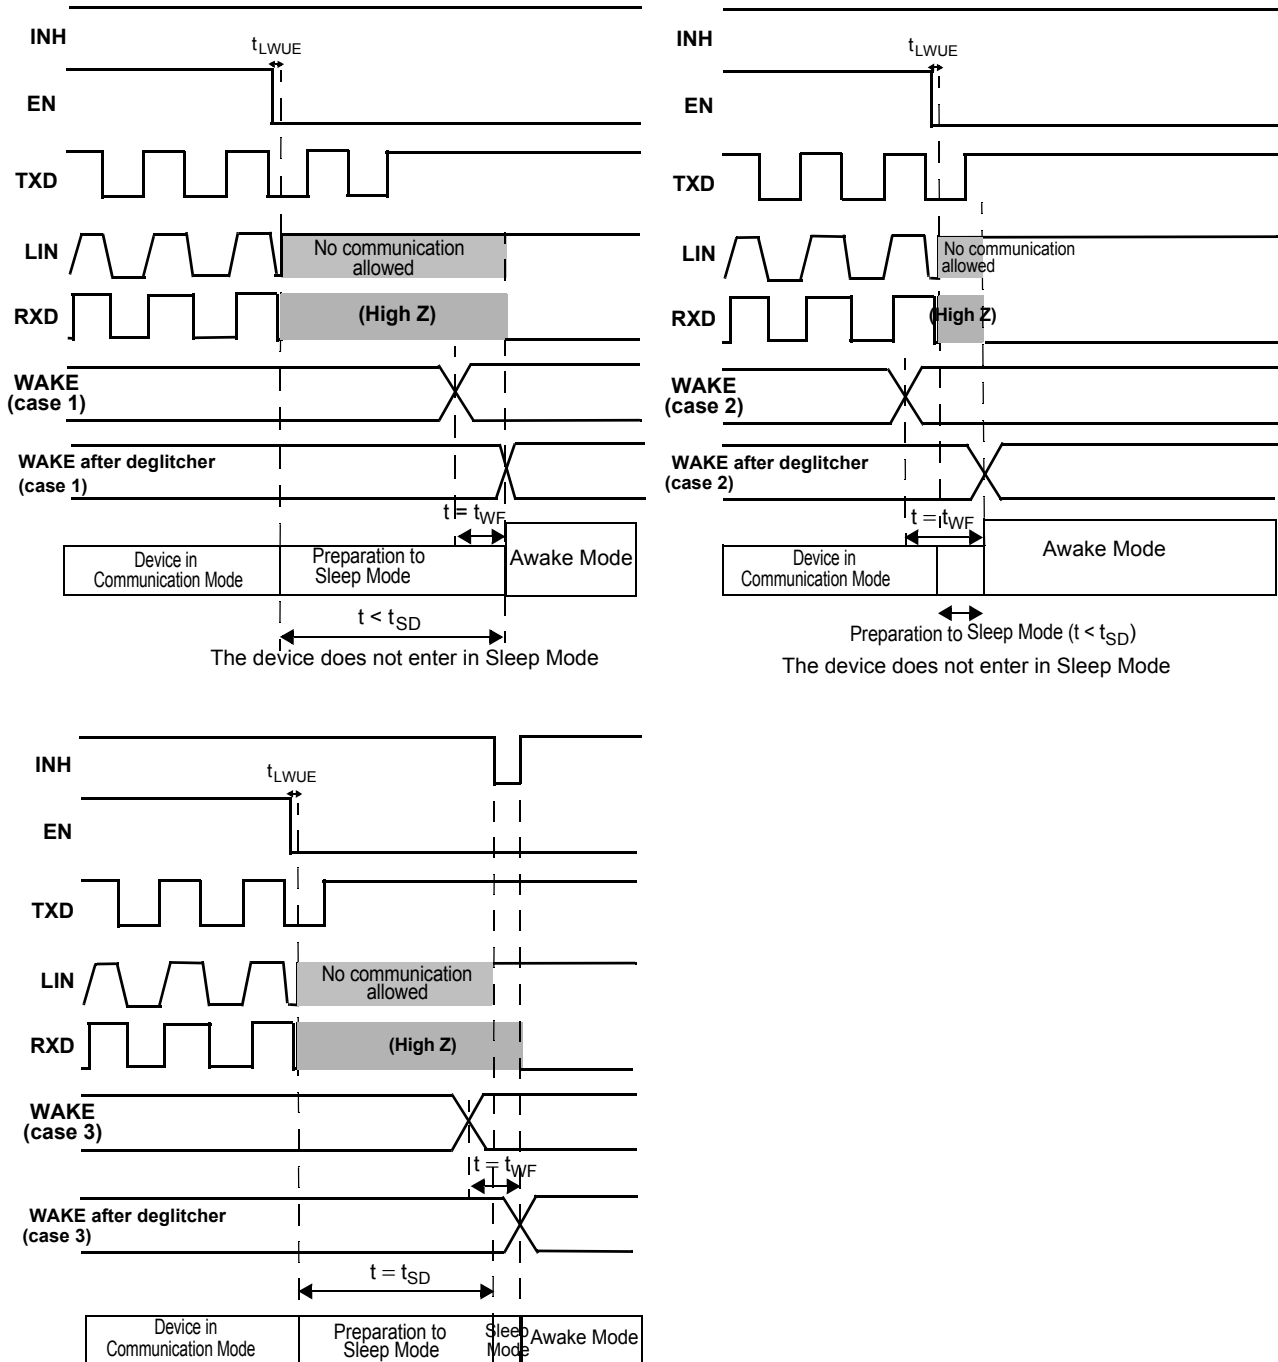 INH
tLWUE
EN
TXD
LIN
No communication
allowed
RXD
(High Z)
WAKE
(case 1)
WAKE after deglitcher
(case 1)
t = tWF
Device in
Communication Mode
Preparation to
Sleep Mode
Awake Mode
t < tSD
The device does not enter in Sleep Mode
INH
tLWUE
EN
TXD
LIN
No communication
allowed
RXD
(High Z)
WAKE
(case 2)
WAKE after deglitcher
(case 2)
t = tWF
Device in
Communication Mode
Awake Mode
Preparation to Sleep Mode (t < tSD)
The device does not enter in Sleep Mode
INH
tLWUE
EN
TXD
LIN
No communication
allowed
RXD
(High Z)
WAKE
(case 3)
t = tWF
WAKE after deglitcher
(case 3)
t = tSD
Device in
Communication Mode
Preparation to
Sleep Mode
Sleep
Mode
Awake Mode